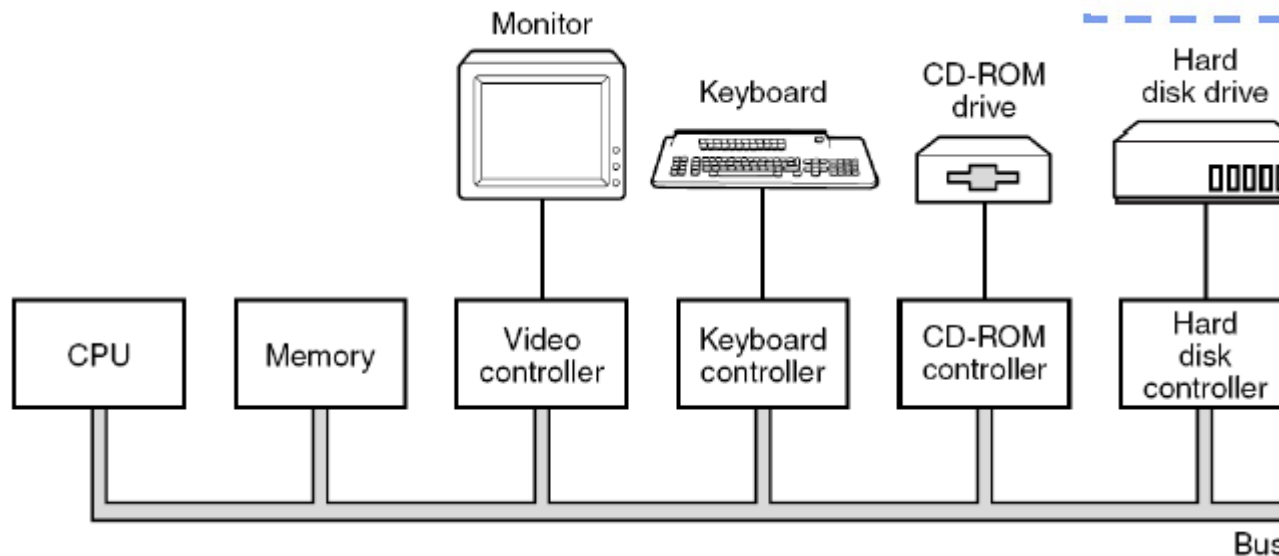 Monitor
Keyboard
CD-ROM
drive
Hard
disk drive
CPU
Memory
Video
controller
Keyboard
controller
CD-ROM
controller
Hard
disk
controller
Bus